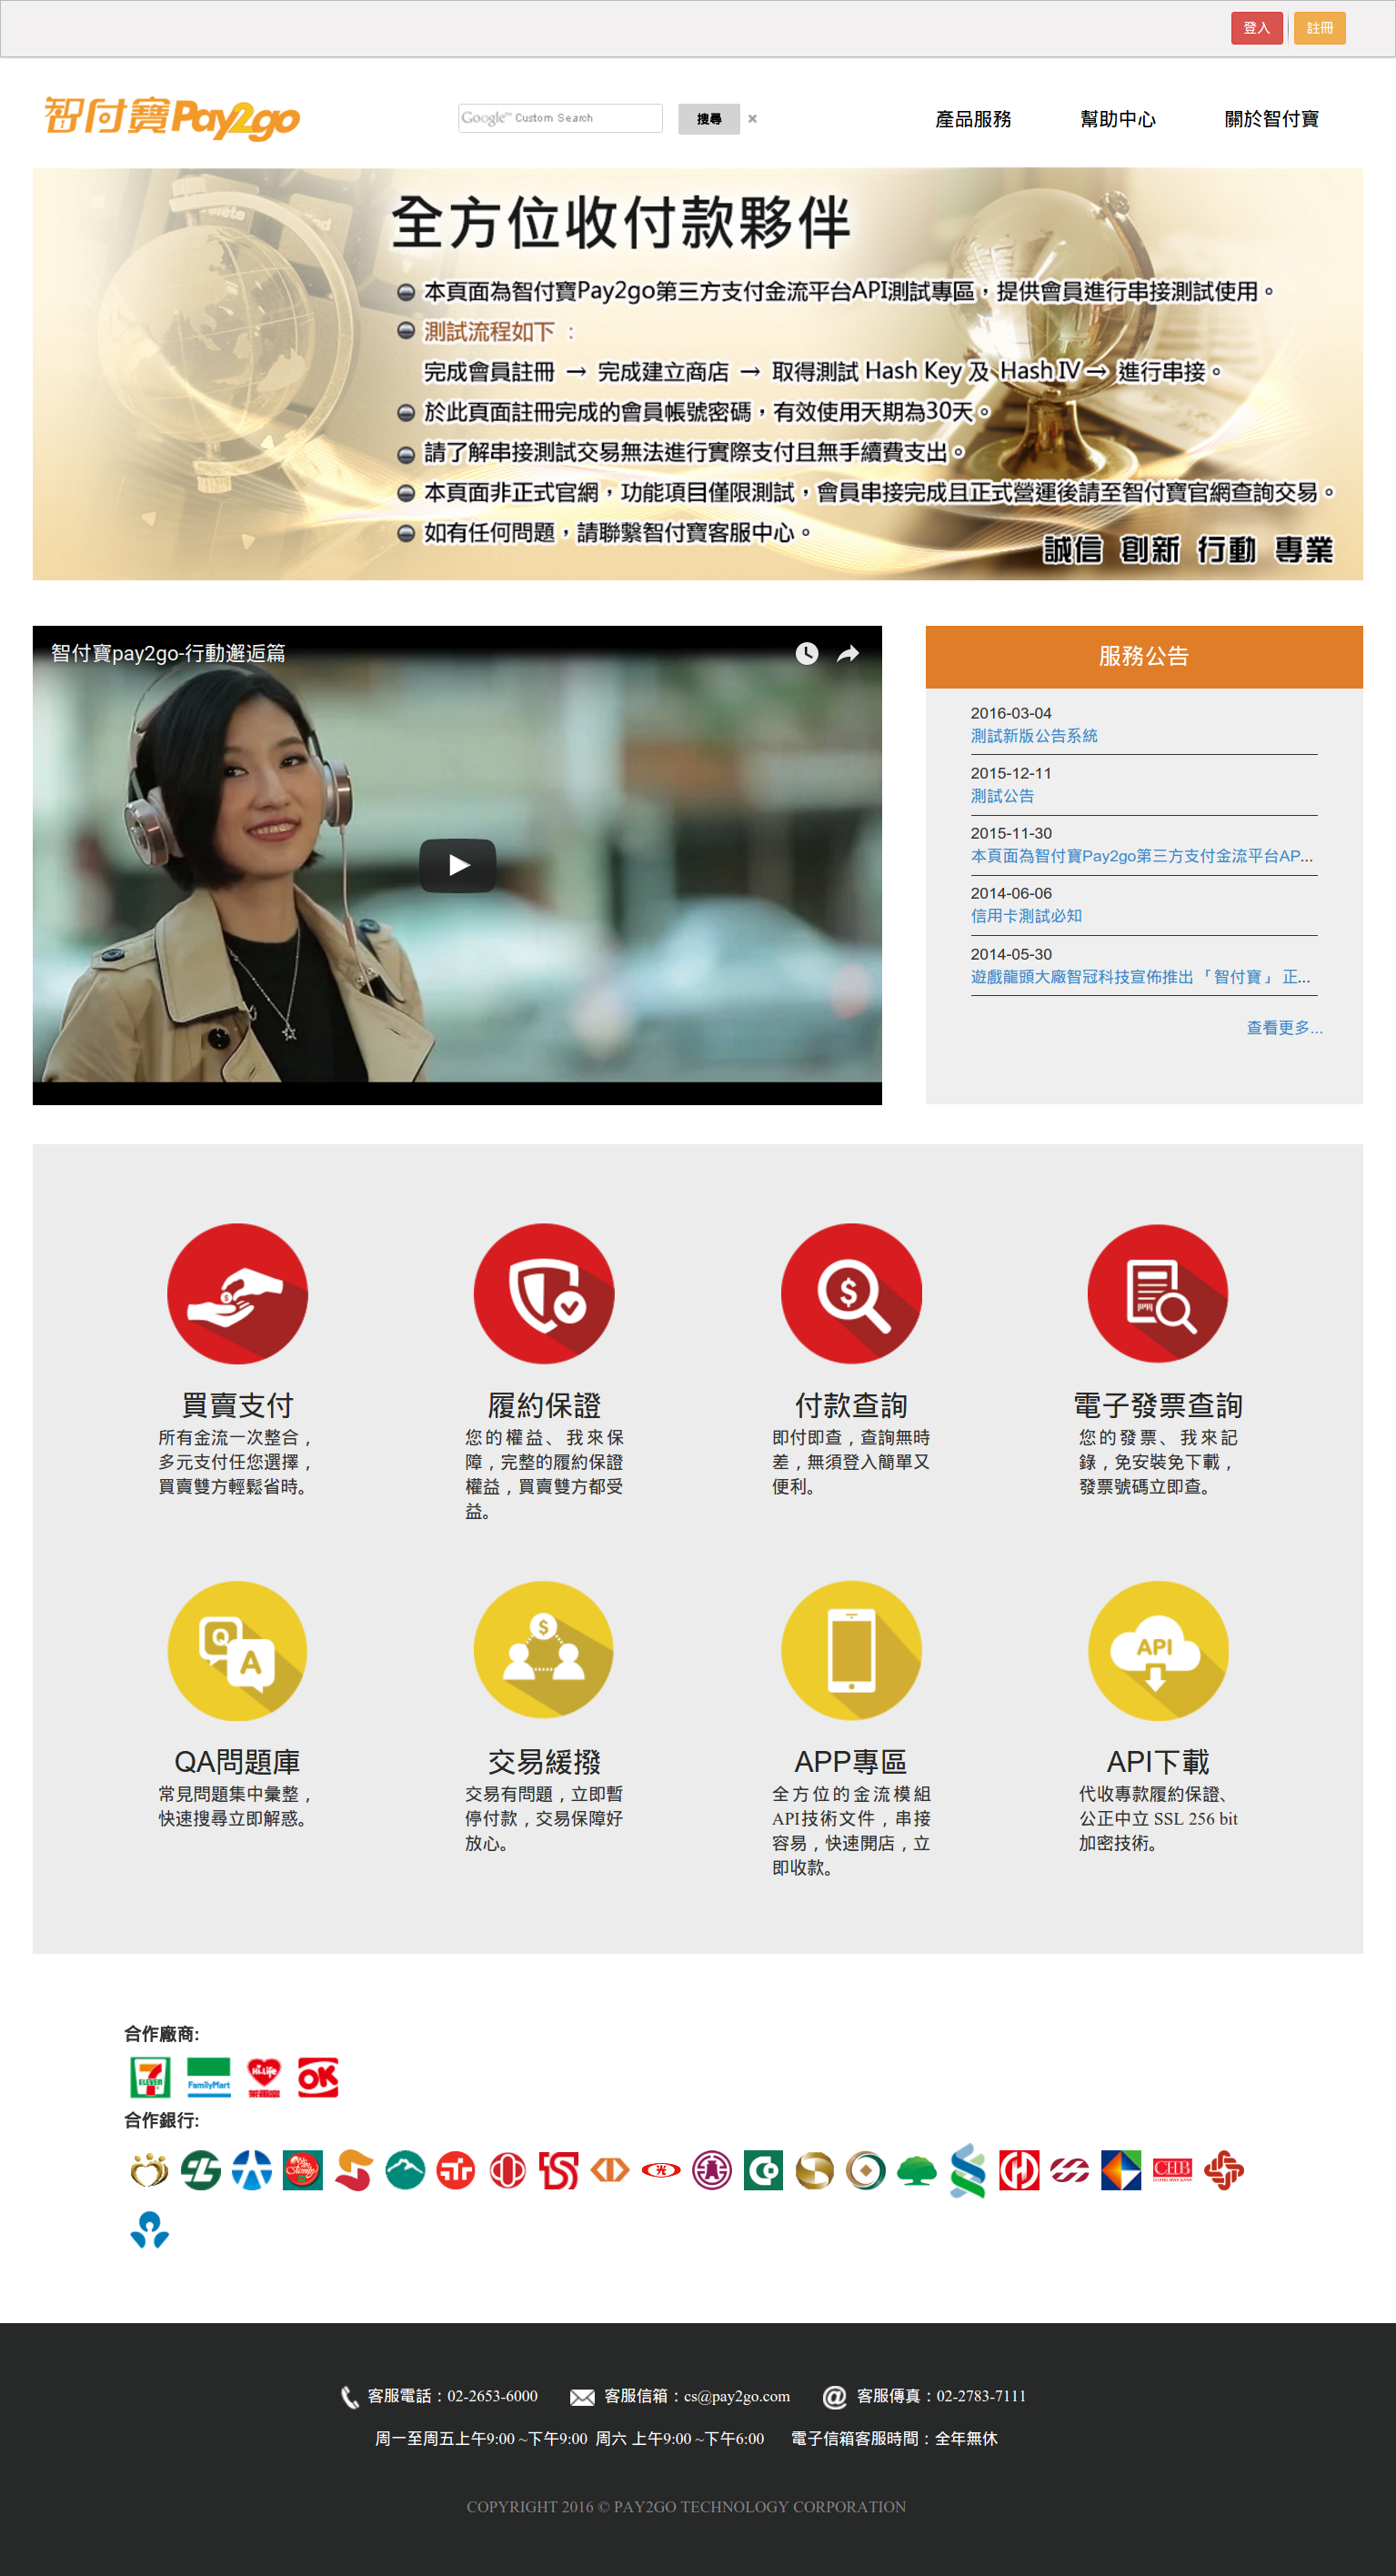 登入
註冊
智付寶Pay2go
Google™ Custom Search
搜尋
×
產品服務
幫助中心
關於智付寶
全方位收付款夥伴
本頁面為智付寶Pay2go第三方支付金流平台API測試專區，提供會員進行串接測試使用。
測試流程如下 ：
完成會員註冊 → 完成建立商店 → 取得測試 Hash Key 及 Hash IV→ 進行串接。
於此頁面註冊完成的會員帳號密碼，有效使用天期為30天。
請了解串接測試交易無法進行實際支付且無手續費支出。
本頁面非正式官網，功能項目僅限測試，會員串接完成且正式營運後請至智付寶官網查詢交易。
如有任何問題，請聯繫智付寶客服中心。
誠信 創新 行動 專業
智付寶pay2go-行動邂逅篇
服務公告
2016-03-04
測試新版公告系統
2015-12-11
測試公告
2015-11-30
本頁面為智付寶Pay2go第三方支付金流平台AP...
2014-06-06
信用卡測試必知
2014-05-30
遊戲龍頭大廠智冠科技宣佈推出「智付寶」 正...
查看更多...
買賣支付
所有金流一次整合，
多元支付任您選擇，
買賣雙方輕鬆省時。
履約保證
您的權益、我來保
障，完整的履約保證
權益，買賣雙方都受
益。
付款查詢
即付即查，查詢無時
差，無須登入簡單又
便利。
電子發票查詢
您的發票、我來記
錄，免安裝免下載，
發票號碼立即查。
Q
A
API
QA問題庫
常見問題集中彙整，
快速搜尋立即解惑。
交易緩撥
交易有問題，立即暫
停付款，交易保障好
放心。
APP專區
全方位的金流模組
API技術文件，串接
容易，快速開店，立
即收款。
API下載
代收專款履約保證、
公正中立 SSL 256 bit
加密技術。
合作廠商:
7 ELEVEN
FamilyMart
Hi-Life
萊爾富
OK
合作銀行:
CHB
客服電話：02-2653-6000
客服信箱：cs@pay2go.com
客服傳真：02-2783-7111
周一至周五上午9:00 ~下午9:00 周六 上午9:00 ~下午6:00
電子信箱客服時間：全年無休
COPYRIGHT 2016 © PAY2GO TECHNOLOGY CORPORATION